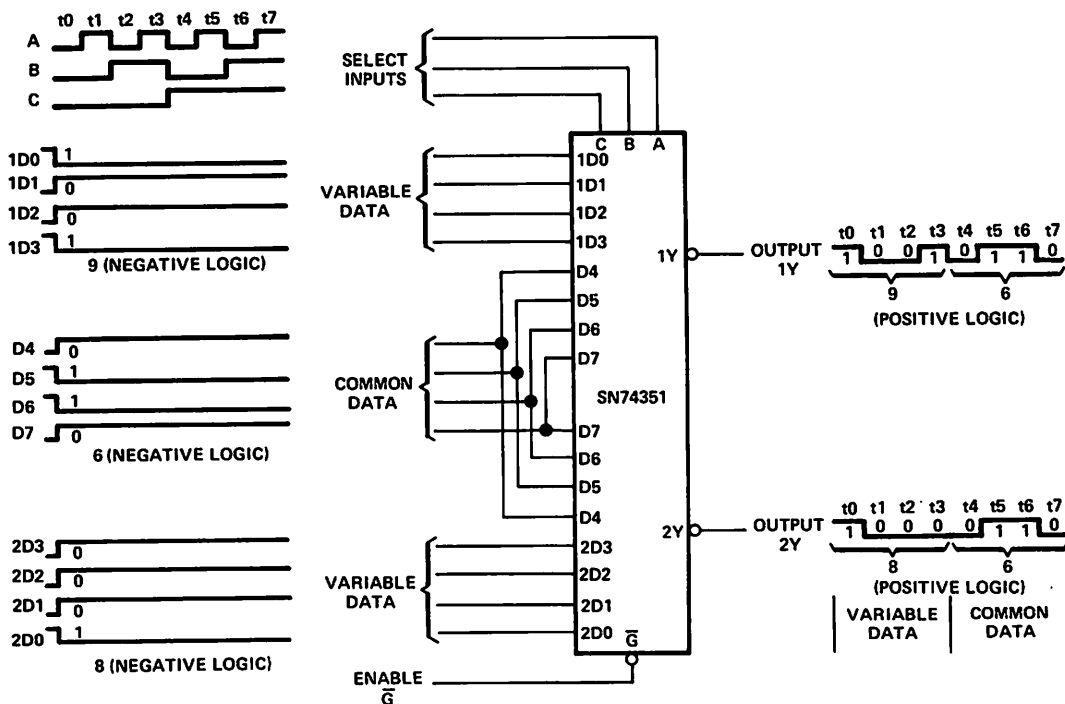 t0 t1 t2 t3 t4 t5 t6 t7
A
B
C
1D0 1
1D1 0
1D2 0
1D3 1
9 (NEGATIVE LOGIC)
D4 0
D5 1
D6 1
D7 0
6 (NEGATIVE LOGIC)
2D3 0
2D2 0
2D1 0
2D0 1
8 (NEGATIVE LOGIC)
SELECT
INPUTS
VARIABLE
DATA
COMMON
DATA
VARIABLE
DATA
ENABLE
G̅
C B A
1D0
1D1
1D2
1D3
D4
D5
D6
D7
SN74351
D7
D6
D5
D4
2D3
2D2
2D1
2D0
G̅
1Y
2Y
OUTPUT
1Y
t0 t1 t2 t3 t4 t5 t6 t7
1 0 0 1 0 1 1 0
9 6
(POSITIVE LOGIC)
OUTPUT
2Y
t0 t1 t2 t3 t4 t5 t6 t7
1 0 0 0 0 1 1 0
8 6
(POSITIVE LOGIC)
VARIABLE
DATA
COMMON
DATA